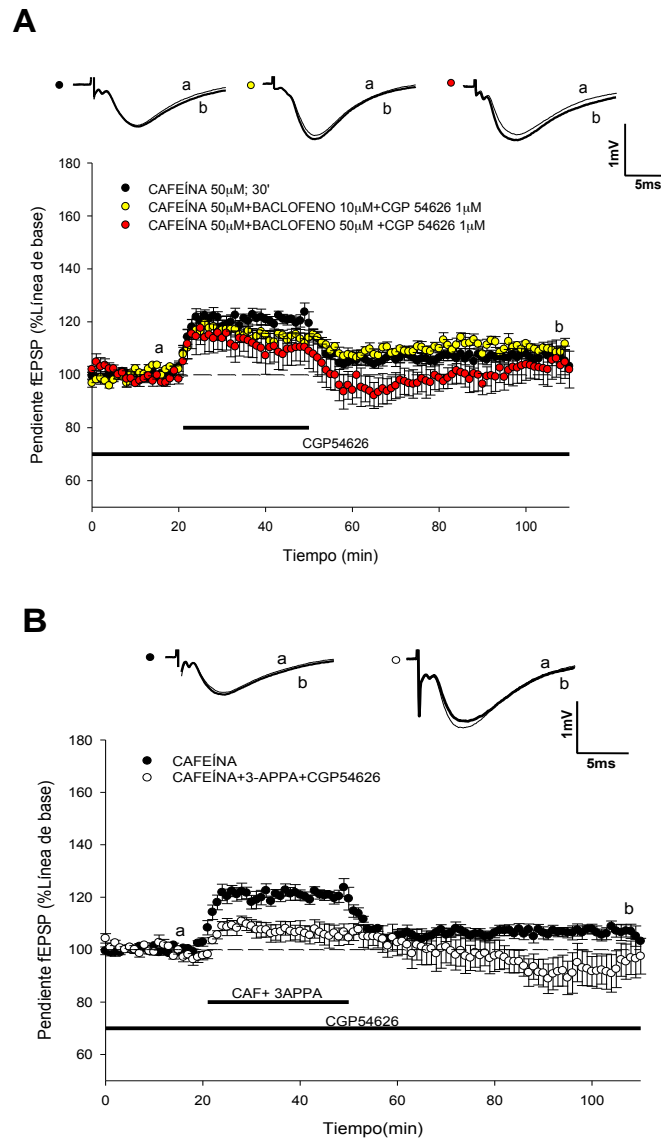 A
a
b
a
b
a
b
1mV
5ms
180
160
140
120
100
80
60
Pendiente fEPSP (%Línea de base)
CAFEÍNA 50μM; 30'
CAFEÍNA 50μM+BACLOFENO 10μM+CGP 54626 1μM
CAFEÍNA 50μM+BACLOFENO 50μM +CGP 54626 1μM
a
b
CGP54626
0 20 40 60 80 100
Tiempo (min)
B
a
b
a
b
1mV
5ms
180
160
140
120
100
80
60
Pendiente fEPSP (%Línea de base)
CAFEÍNA
CAFEÍNA+3-APPA+CGP54626
a
b
CAF+ 3APPA
CGP54626
0 20 40 60 80 100
Tiempo(min)